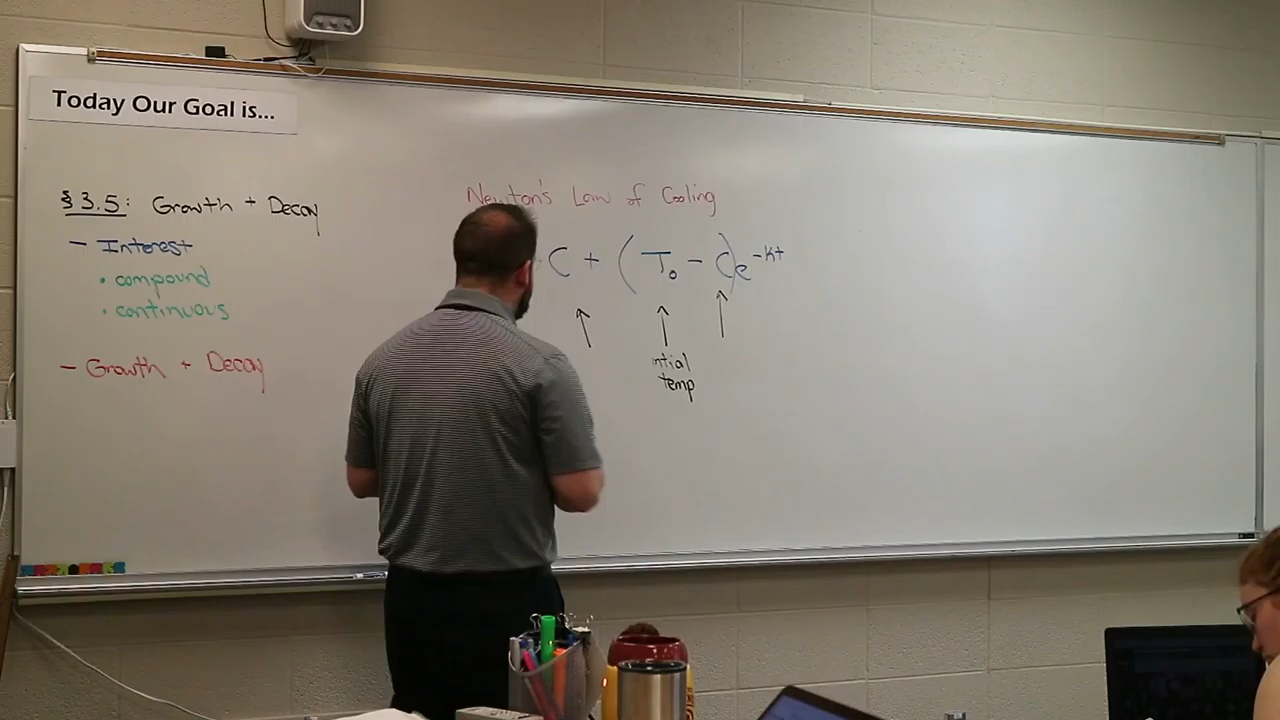 Today Our Goal is...
§ 3.5: Growth + Decay
- Interest
• compound
• continuous
- Growth + Decay
Newton's Law of Cooling
C + (T₀ - C)e^-kt
intial
temp